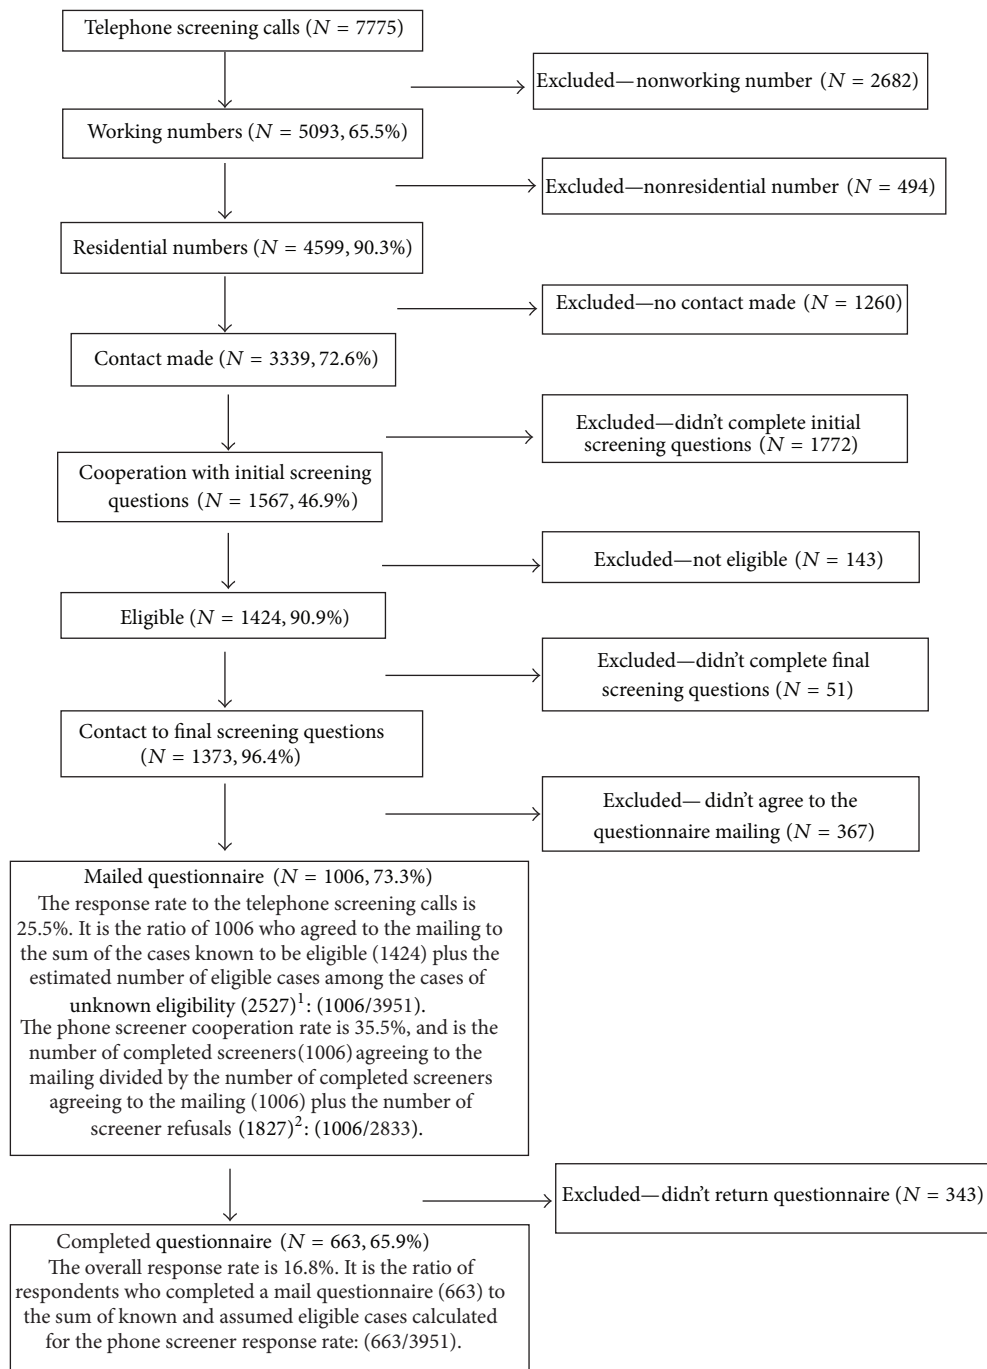 Telephone screening calls (N = 7775)
Excluded—nonworking number (N = 2682)
Working numbers (N = 5093, 65.5%)
Excluded—nonresidential number (N = 494)
Residential numbers (N = 4599, 90.3%)
Excluded—no contact made (N = 1260)
Contact made (N = 3339, 72.6%)
Excluded—didn't complete initial
screening questions (N = 1772)
Cooperation with initial screening
questions (N = 1567, 46.9%)
Excluded—not eligible (N = 143)
Eligible (N = 1424, 90.9%)
Excluded—didn't complete final
screening questions (N = 51)
Contact to final screening questions
(N = 1373, 96.4%)
Excluded— didn't agree to the
questionnaire mailing (N = 367)
Mailed questionnaire (N = 1006, 73.3%)
The response rate to the telephone screening calls is
25.5%. It is the ratio of 1006 who agreed to the mailing to
the sum of the cases known to be eligible (1424) plus the
estimated number of eligible cases among the cases of
unknown eligibility (2527)¹: (1006/3951).
The phone screener cooperation rate is 35.5%, and is the
number of completed screeners (1006) agreeing to the
mailing divided by the number of completed screeners
agreeing to the mailing (1006) plus the number of
screener refusals (1827)²: (1006/2833).
Excluded—didn't return questionnaire (N = 343)
Completed questionnaire (N = 663, 65.9%)
The overall response rate is 16.8%. It is the ratio of
respondents who completed a mail questionnaire (663) to
the sum of known and assumed eligible cases calculated
for the phone screener response rate: (663/3951).